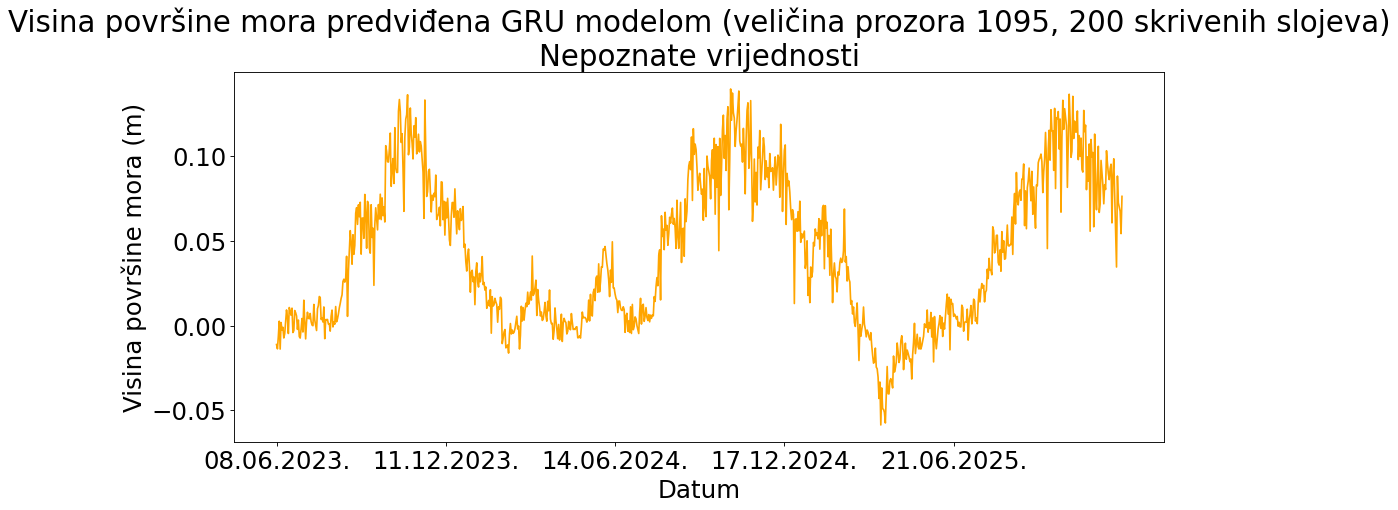 Visina površine mora predviđena GRU modelom (veličina prozora 1095, 200 skrivenih slojeva)
Nepoznate vrijednosti
Visina površine mora (m)
0.10
0.05
0.00
−0.05
08.06.2023. 11.12.2023. 14.06.2024. 17.12.2024. 21.06.2025.
Datum